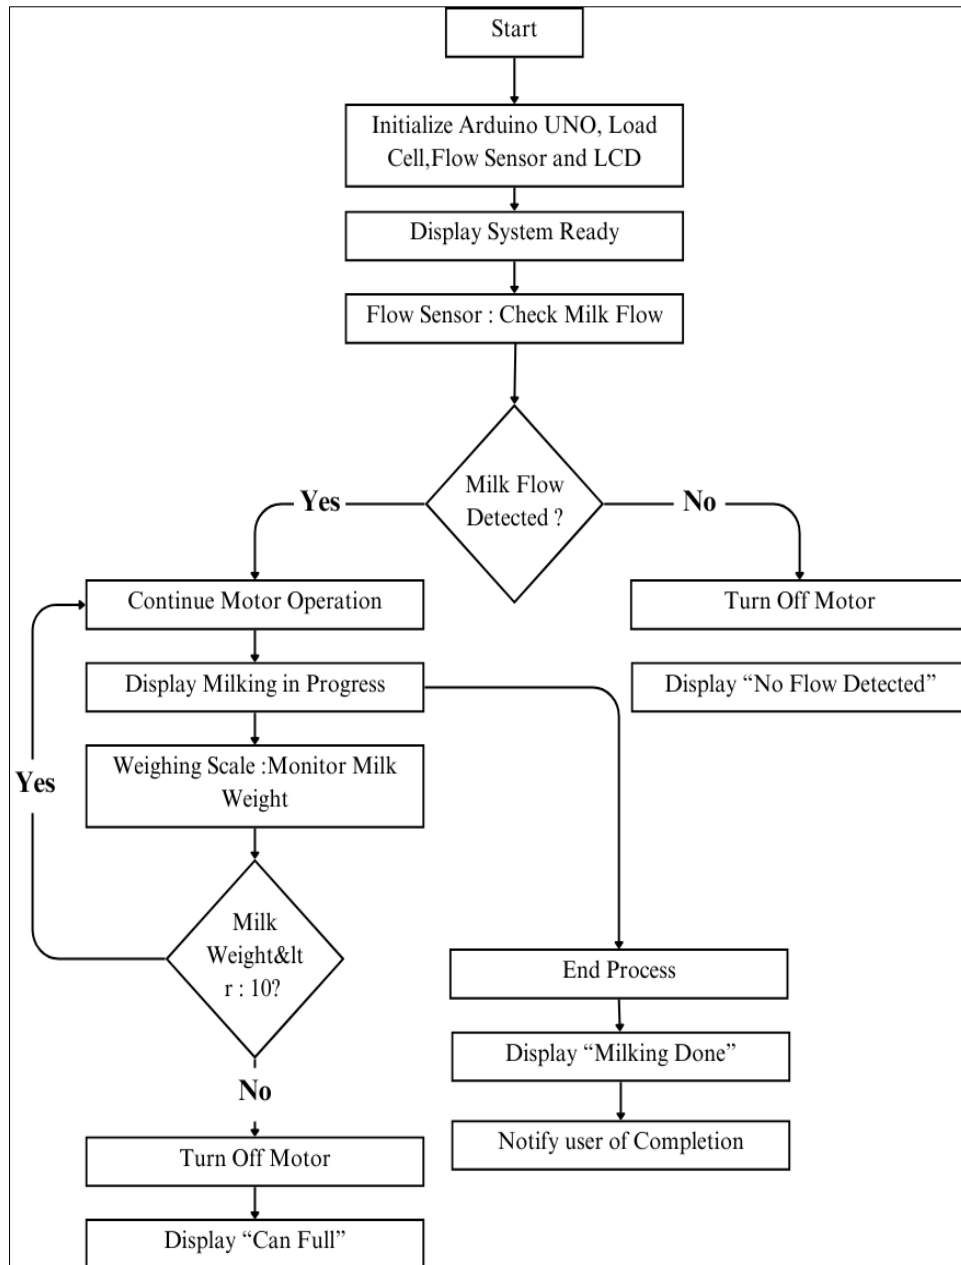 Start
Initialize Arduino UNO, Load
Cell,Flow Sensor and LCD
Display System Ready
Flow Sensor : Check Milk Flow
Milk Flow
Detected ?
Yes
No
Continue Motor Operation
Turn Off Motor
Display Milking in Progress
Display “No Flow Detected”
Weighing Scale :Monitor Milk
Weight
Yes
Milk
Weight&lt
r : 10?
No
Turn Off Motor
Display “Can Full”
End Process
Display “Milking Done”
Notify user of Completion